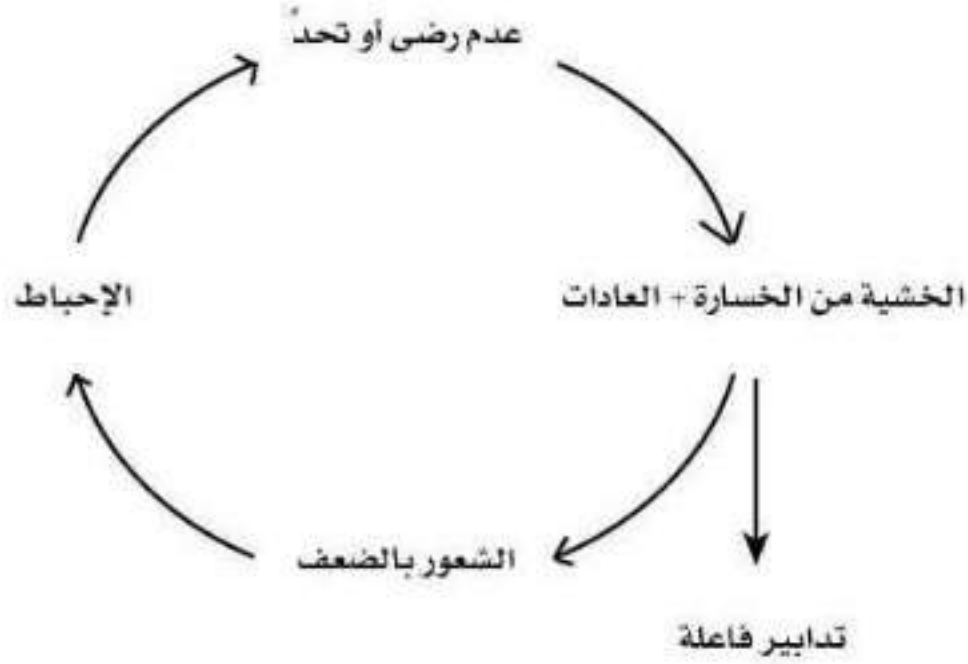 عدم رضى أو تحدٍّ
الخشية من الخسارة + العادات
الإحباط
الشعور بالضعف
تدابير فاعلة